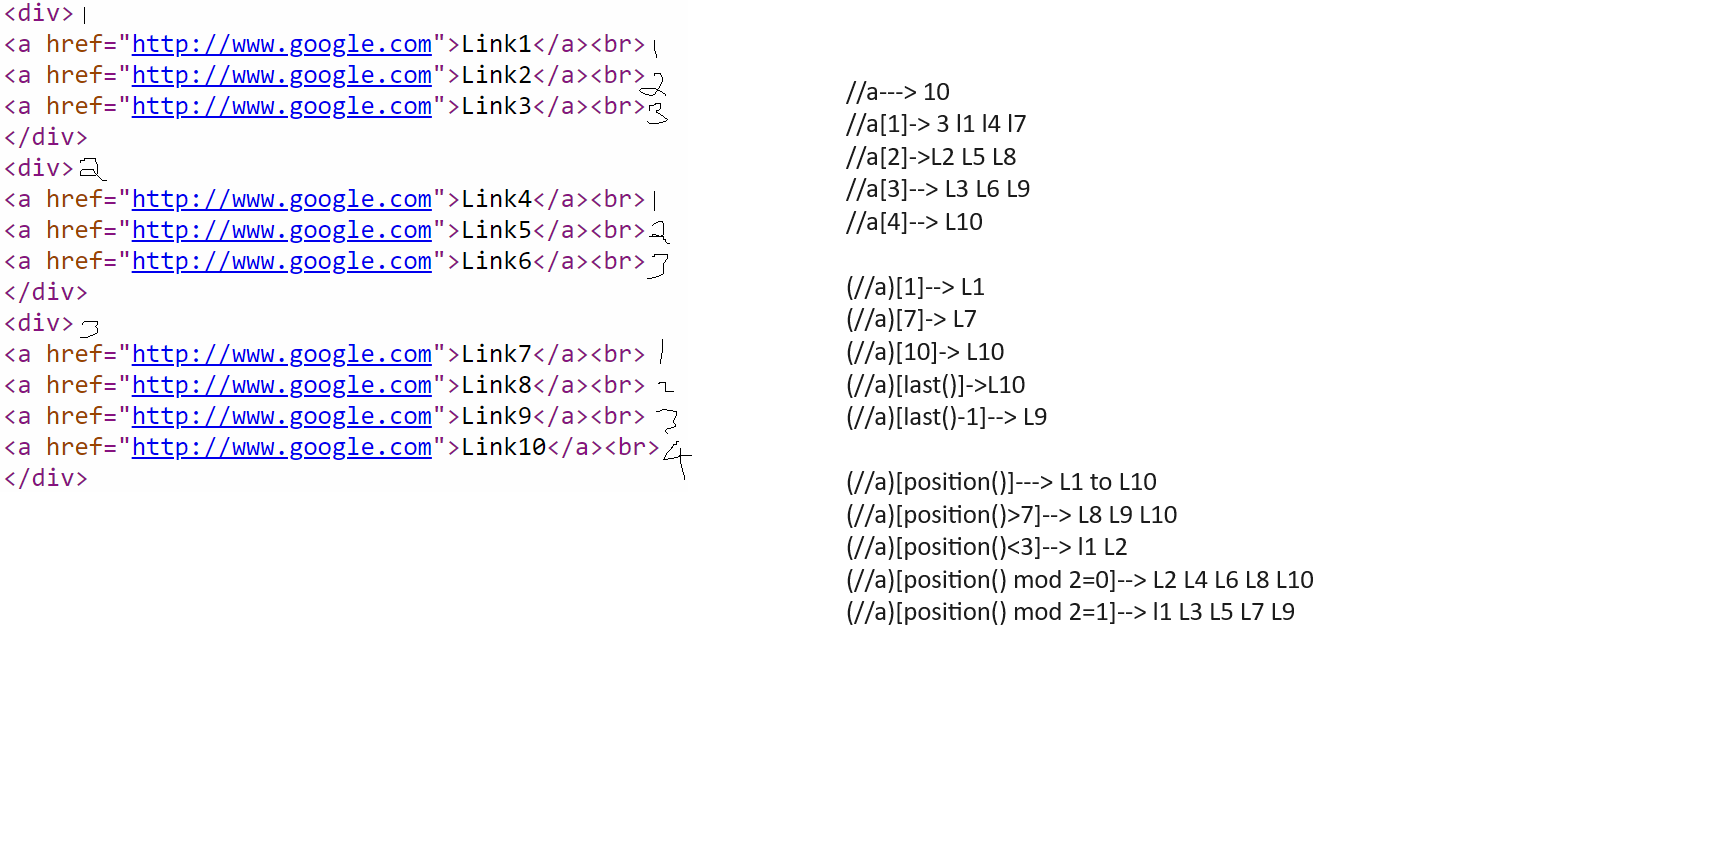 <div> 1
<a href="http://www.google.com">Link1</a><br> 1
<a href="http://www.google.com">Link2</a><br> 2
<a href="http://www.google.com">Link3</a><br> 3
</div>
<div> 2
<a href="http://www.google.com">Link4</a><br> 1
<a href="http://www.google.com">Link5</a><br> 2
<a href="http://www.google.com">Link6</a><br> 3
</div>
<div> 3
<a href="http://www.google.com">Link7</a><br> 1
<a href="http://www.google.com">Link8</a><br> 2
<a href="http://www.google.com">Link9</a><br> 3
<a href="http://www.google.com">Link10</a><br> 4
</div>
//a---> 10
//a[1]-> 3 l1 l4 l7
//a[2]->L2 L5 L8
//a[3]--> L3 L6 L9
//a[4]--> L10
(//a)[1]--> L1
(//a)[7]-> L7
(//a)[10]-> L10
(//a)[last()]->L10
(//a)[last()-1]--> L9
(//a)[position()]---> L1 to L10
(//a)[position()>7]--> L8 L9 L10
(//a)[position()<3]--> l1 L2
(//a)[position() mod 2=0]--> L2 L4 L6 L8 L10
(//a)[position() mod 2=1]--> l1 L3 L5 L7 L9